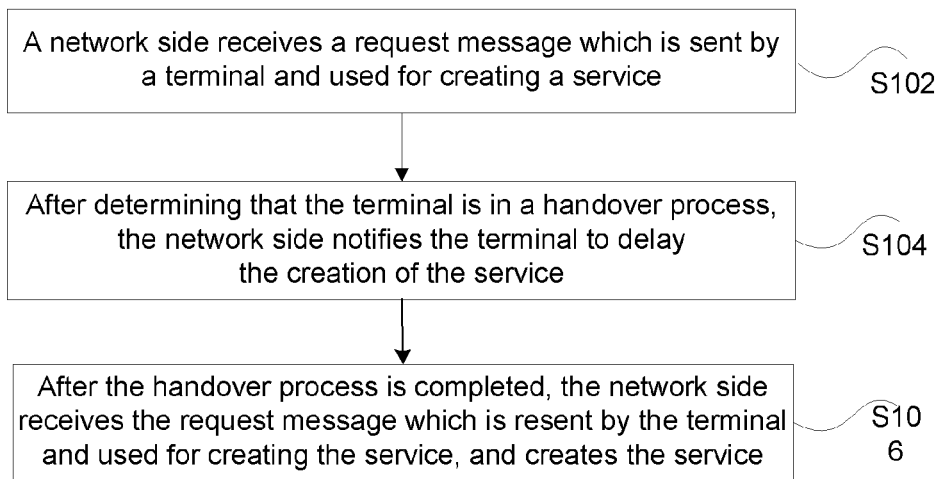 A network side receives a request message which is sent by
a terminal and used for creating a service
S102
After determining that the terminal is in a handover process,
the network side notifies the terminal to delay
the creation of the service
S104
After the handover process is completed, the network side
receives the request message which is resent by the terminal
and used for creating the service, and creates the service
S10
6